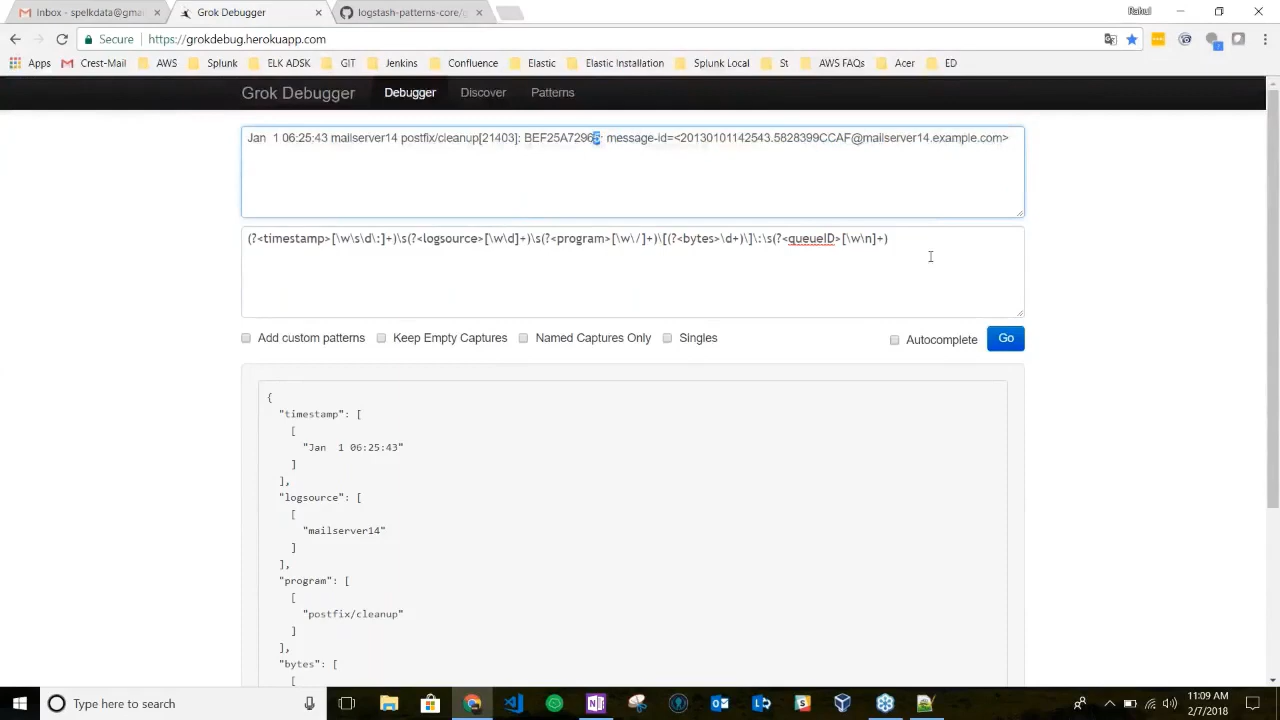 Inbox - spelkdata@gma
Grok Debugger
logstash-patterns-core/g
Rahul
Secure
https://grokdebug.herokuapp.com
Apps
Crest-Mail
AWS
Splunk
ELK ADSK
GIT
Jenkins
Confluence
Elastic
Elastic Installation
Splunk Local
ST
AWS FAQs
Acer
ED
Grok Debugger
Debugger
Discover
Patterns
Jan  1 06:25:43 mailserver14 postfix/cleanup[21403]: BEF25A72965: message-id=<20130101142543.5828399CCAF@mailserver14.example.com>
(?<timestamp>[\w\s\d\:]+)\s(?<logsource>[\w\d]+)\s(?<program>[\w\/]+)\[(?<bytes>\d+)\]\:\s(?<queueID>[\w\n]+)
Add custom patterns
Keep Empty Captures
Named Captures Only
Singles
Autocomplete
Go
{
"timestamp": [
[
"Jan  1 06:25:43"
]
],
"logsource": [
[
"mailserver14"
]
],
"program": [
[
"postfix/cleanup"
]
],
"bytes": [
[
Type here to search
11:09 AM
2/7/2018